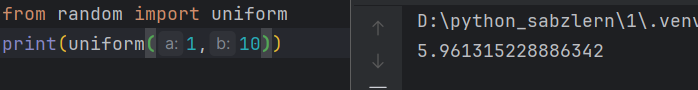 from random import uniform
print(uniform( a: 1, b: 10))
D:\python_sabzlern\1\.venv
5.961315228886342